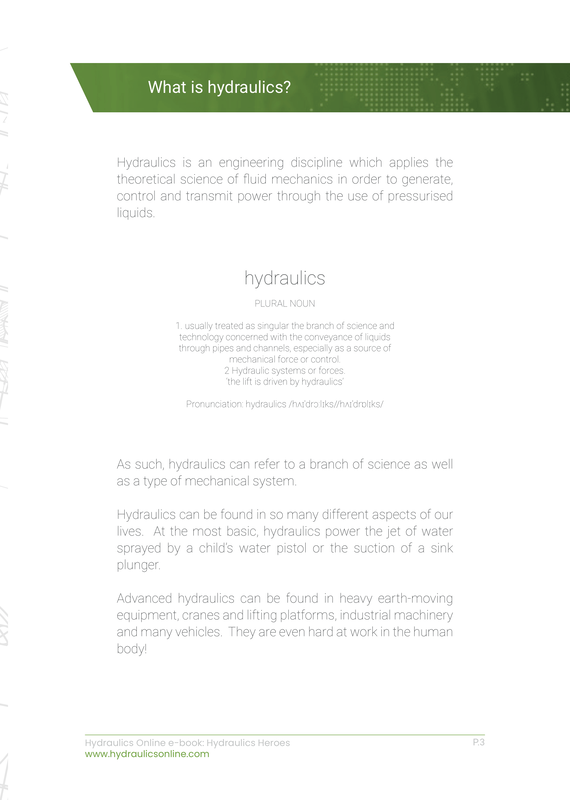 What is hydraulics?
Hydraulics is an engineering discipline which applies the
theoretical science of fluid mechanics in order to generate,
control and transmit power through the use of pressurised
liquids.
hydraulics
PLURAL NOUN
1. usually treated as singular the branch of science and
technology concerned with the conveyance of liquids
through pipes and channels, especially as a source of
mechanical force or control.
2 Hydraulic systems or forces.
'the lift is driven by hydraulics'
Pronunciation: hydraulics /hʌɪˈdrɔːlɪks//hʌɪˈdrɒlɪks/
As such, hydraulics can refer to a branch of science as well
as a type of mechanical system.
Hydraulics can be found in so many different aspects of our
lives.  At the most basic, hydraulics power the jet of water
sprayed by a child's water pistol or the suction of a sink
plunger.
Advanced hydraulics can be found in heavy earth-moving
equipment, cranes and lifting platforms, industrial machinery
and many vehicles.  They are even hard at work in the human
body!
Hydraulics Online e-book: Hydraulics Heroes
P.3
www.hydraulicsonline.com